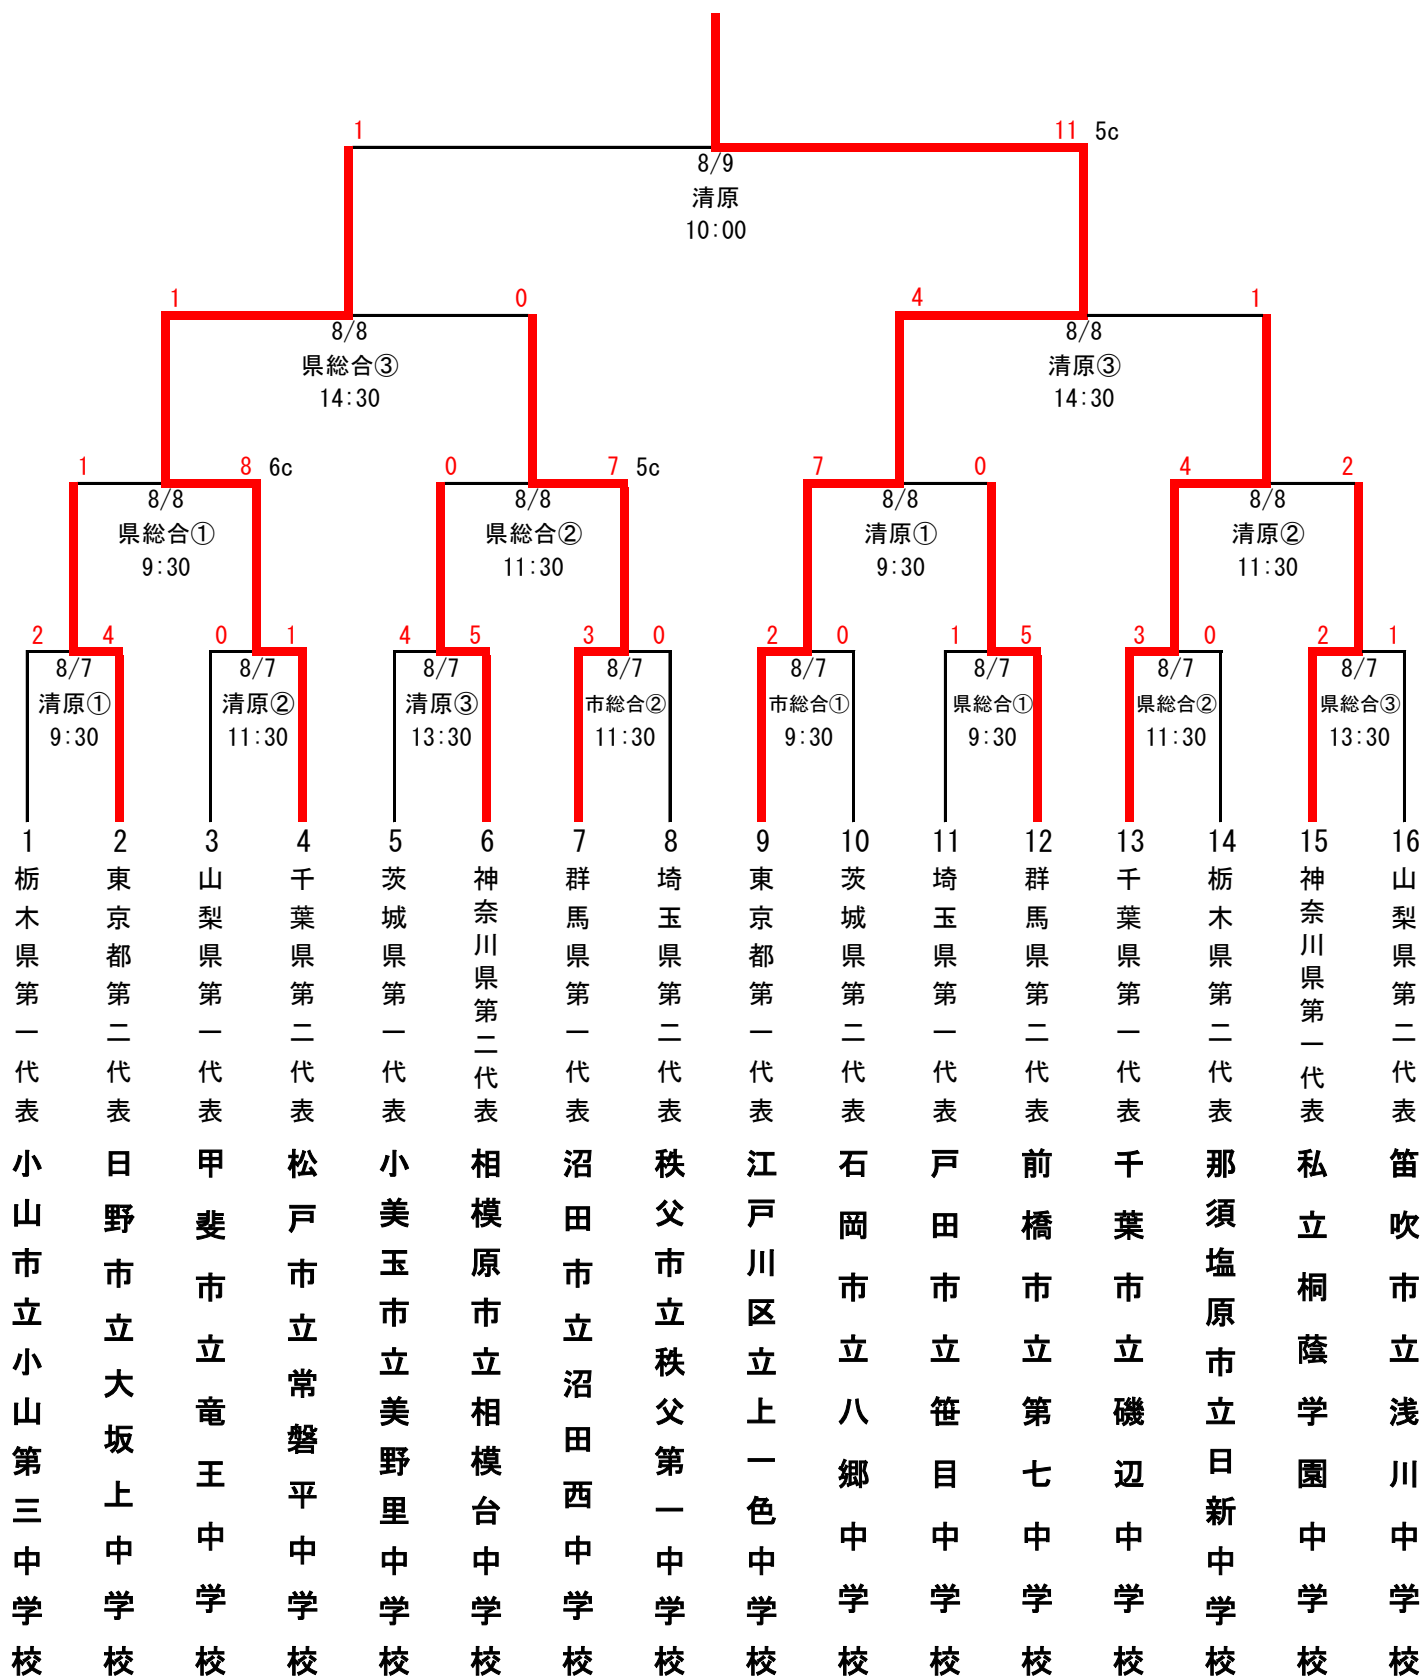 1 11 5c
8/9
清原
10:00
1 0 4 1
8/8 8/8
県総合③ 清原③
14:30 14:30
1 8 6c 0 7 5c 7 0 4 2
8/8 8/8 8/8 8/8
県総合① 県総合② 清原① 清原②
9:30 11:30 9:30 11:30
2 4 0 1 4 5 3 0 2 0 1 5 3 0 2 1
8/7 8/7 8/7 8/7 8/7 8/7 8/7 8/7
清原① 清原② 清原③ 市総合② 市総合① 県総合① 県総合② 県総合③
9:30 11:30 13:30 11:30 9:30 9:30 11:30 13:30
1 2 3 4 5 6 7 8 9 10 11 12 13 14 15 16
栃木県第一代表
小山市立小山第三中学校
東京都第二代表
日野市立大坂上中学校
山梨県第一代表
甲斐市立竜王中学校
千葉県第二代表
松戸市立常磐平中学校
茨城県第一代表
小美玉市立美野里中学校
神奈川県第二代表
相模原市立相模台中学校
群馬県第一代表
沼田市立沼田西中学校
埼玉県第二代表
秩父市立秩父第一中学校
東京都第一代表
江戸川区立上一色中学校
茨城県第二代表
石岡市立八郷中学校
埼玉県第一代表
戸田市立笹目中学校
群馬県第二代表
前橋市立第七中学校
千葉県第一代表
千葉市立磯辺中学校
栃木県第二代表
那須塩原市立日新中学校
神奈川県第一代表
私立桐蔭学園中学校
山梨県第二代表
笛吹市立浅川中学校